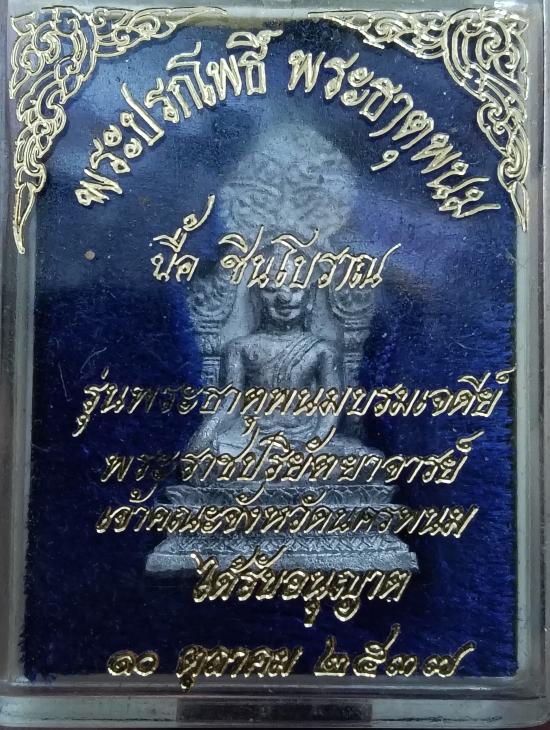 พระปรกโพธิ์ พระธาตุพนม
เนื้อ ชินโบราณ
รุ่นพระธาตุพนมบรมเจดีย์
พระราชปริยัตยาจารย์
เจ้าคณะจังหวัดนครพนม
ได้รับอนุญาต
๑๐ ตุลาคม ๒๕๓๗